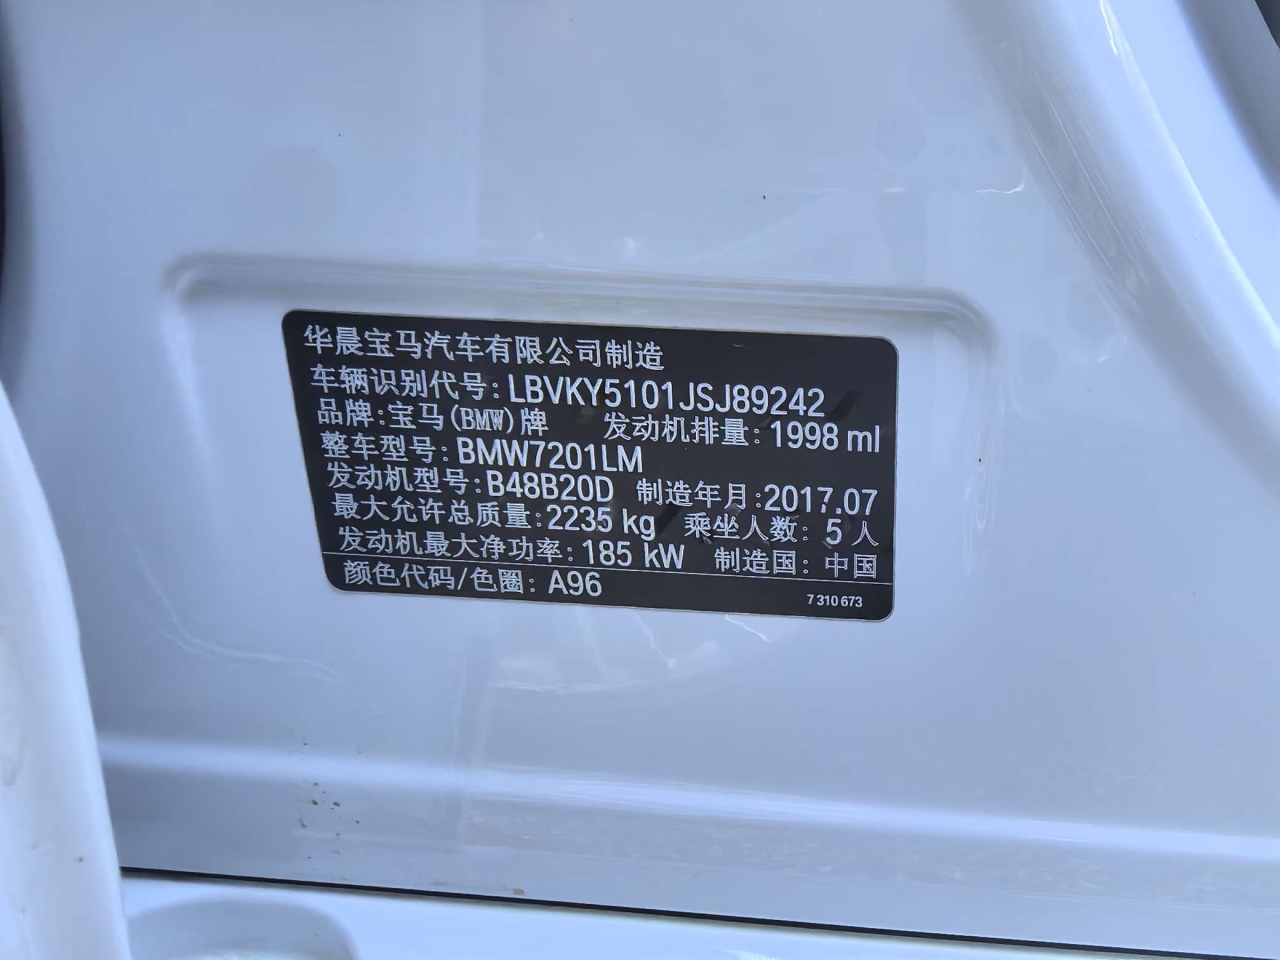 华晨宝马汽车有限公司制造
车辆识别代号: LBVKY5101JSJ89242
品牌:宝马(BMW)牌 发动机排量: 1998 ml
整车型号: BMW7201LM
发动机型号: B48B20D 制造年月:2017.07
最大允许总质量: 2235 kg 乘坐人数: 5人
发动机最大净功率: 185 kW 制造国: 中国
颜色代码/色圈: A96
7 310 673